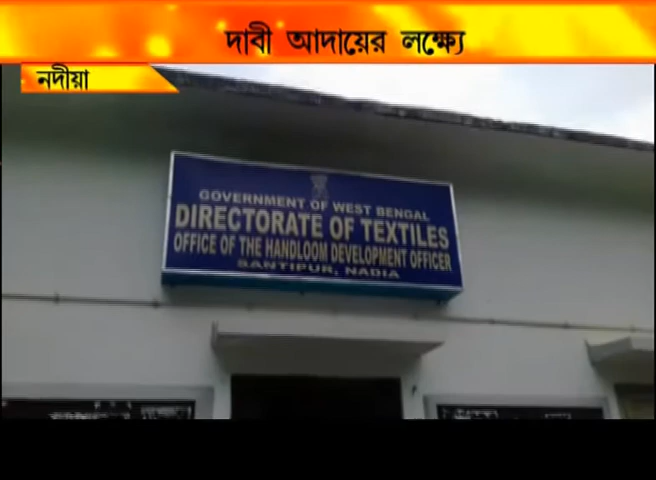 দাবী আদায়ের লক্ষ্যে
নদীয়া
GOVERNMENT OF WEST BENGAL
DIRECTORATE OF TEXTILES
OFFICE OF THE HANDLOOM DEVELOPMENT OFFICER
SANTIPUR, NADIA